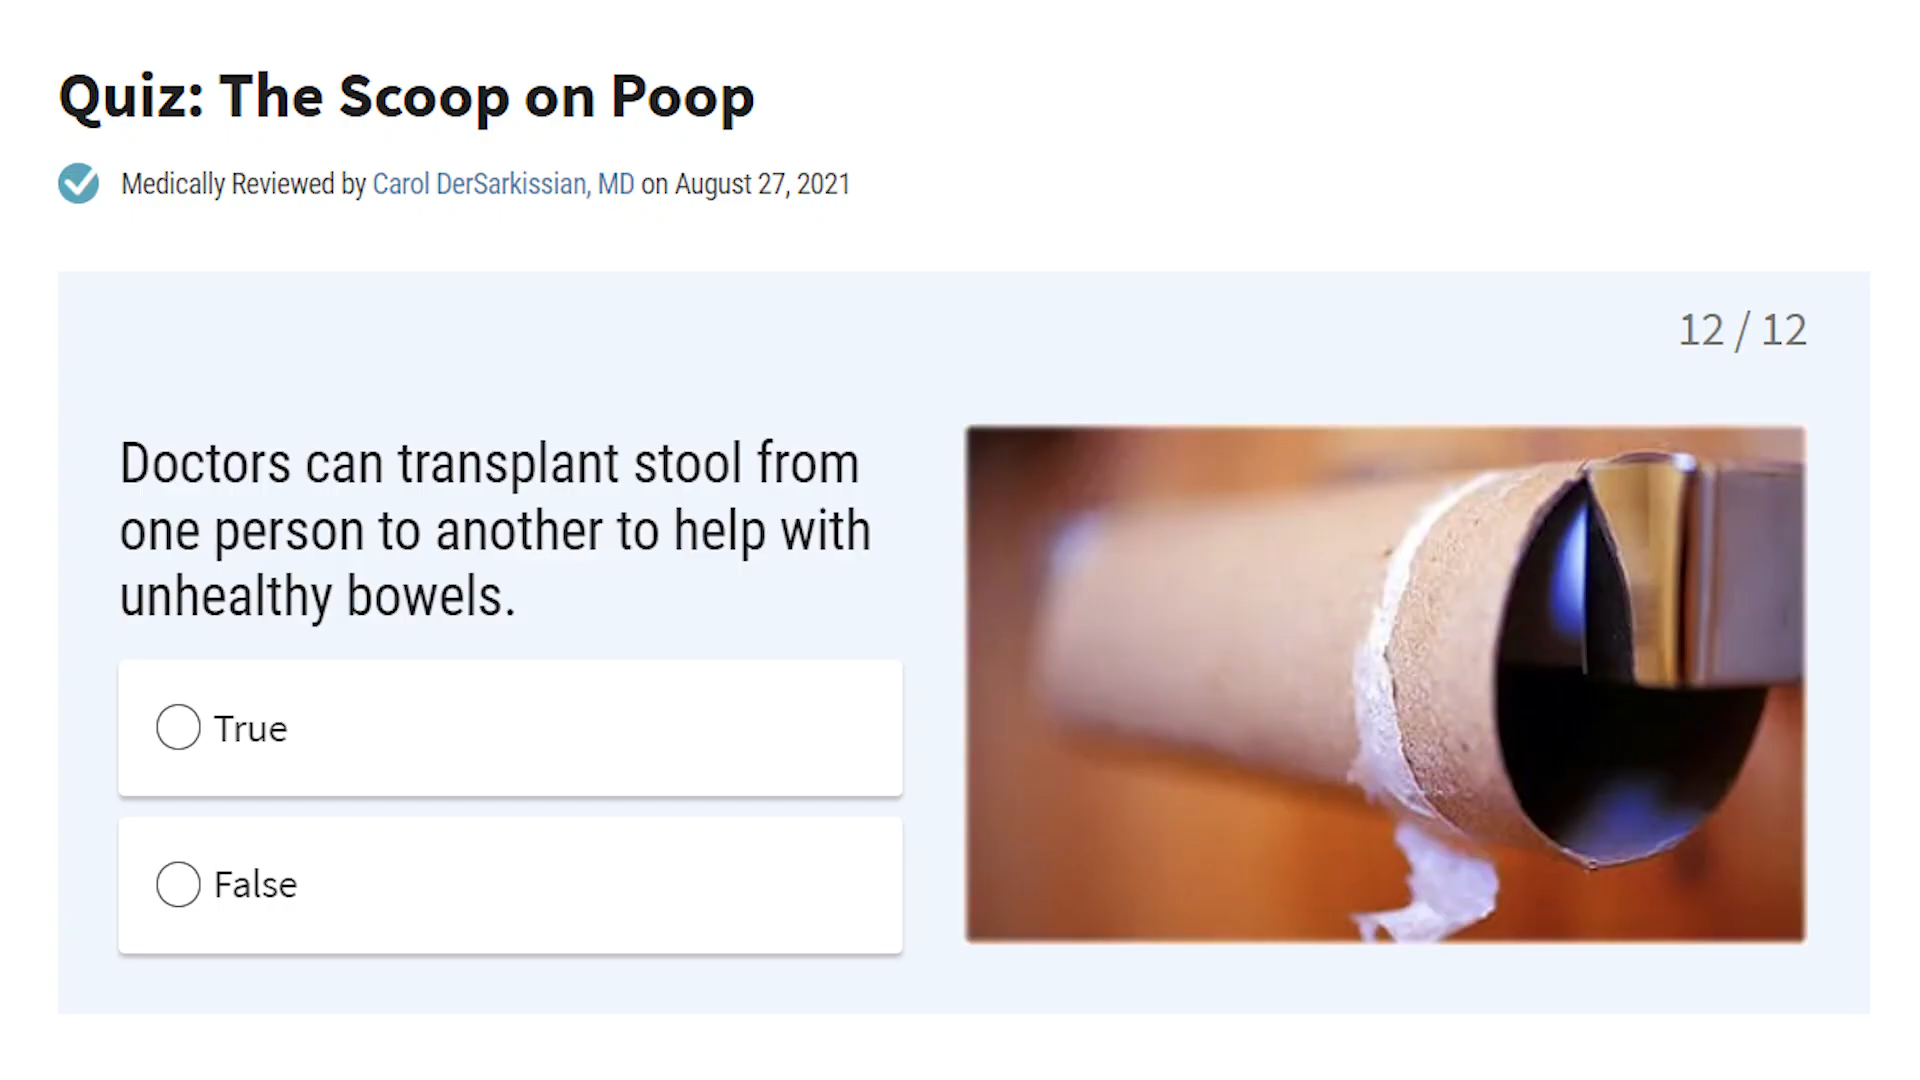 Quiz: The Scoop on Poop
Medically Reviewed by Carol DerSarkissian, MD on August 27, 2021
12 / 12
Doctors can transplant stool from
one person to another to help with
unhealthy bowels.
True
False